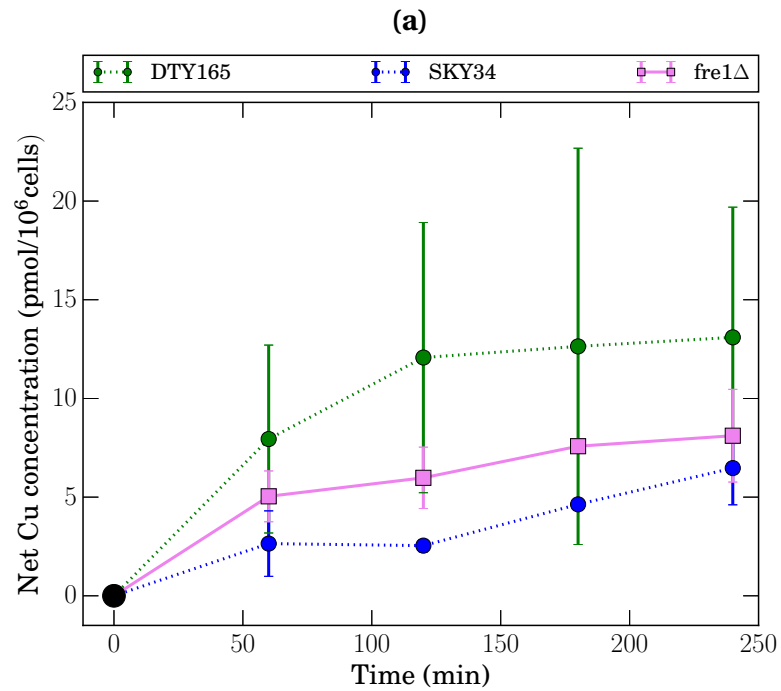 (a)
DTY165 SKY34 fre1Δ
25
20
15
10
5
0
Net Cu concentration (pmol/10⁶cells)
0 50 100 150 200 250
Time (min)